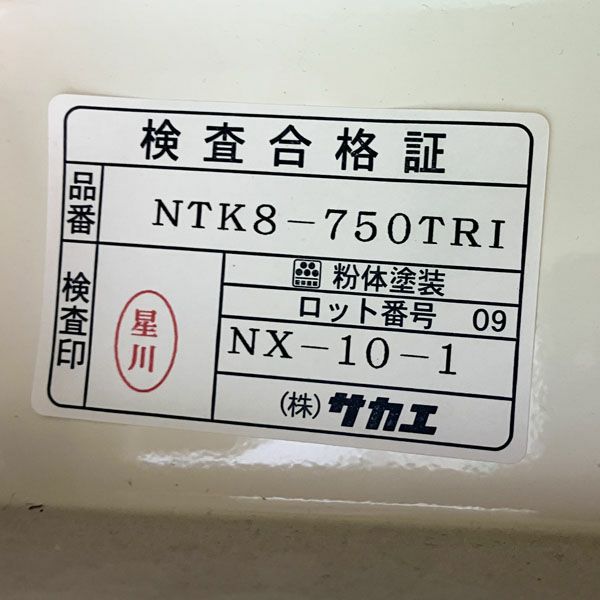 検査合格証
品番
NTK8-750TRI
検査印
星川
粉体塗装
ロット番号 09
NX-10-1
(株)サカエ